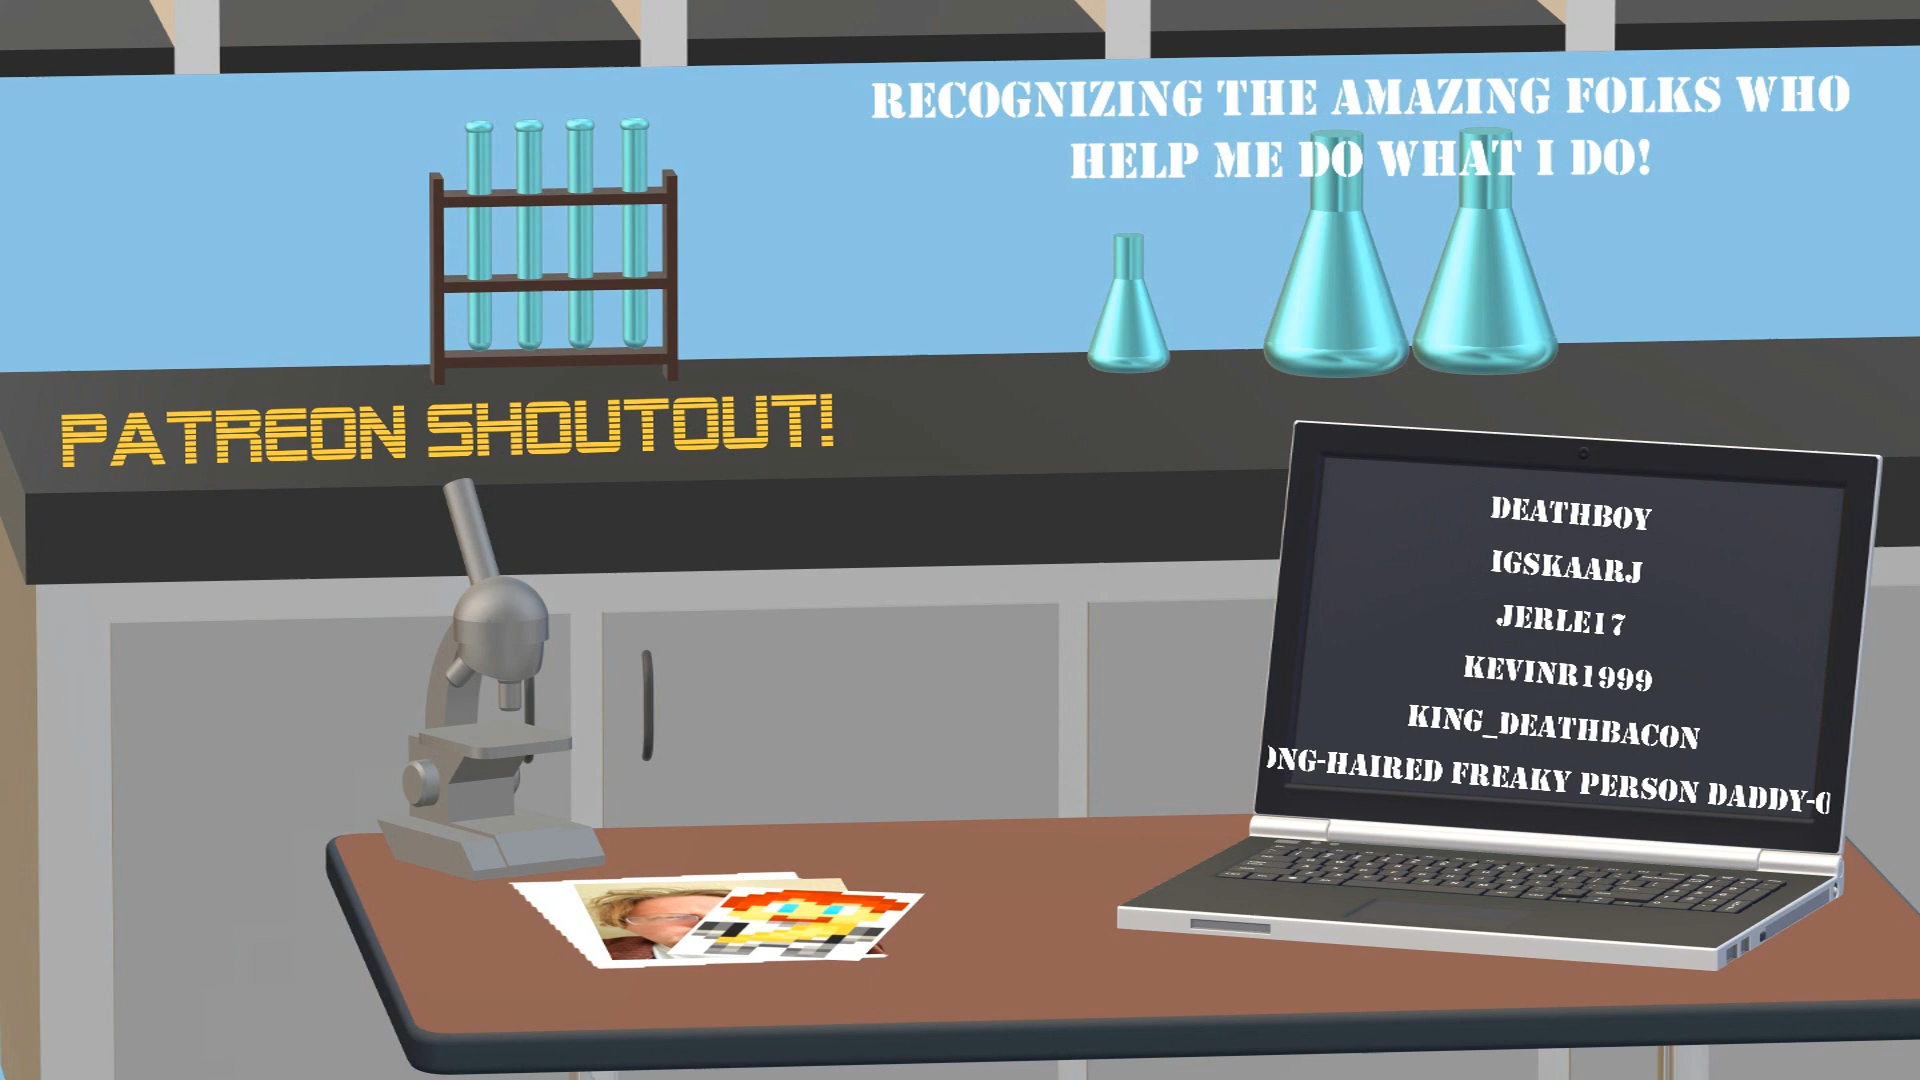 RECOGNIZING THE AMAZING FOLKS WHO
HELP ME DO WHAT I DO!
PATREON SHOUTOUT!
DEATHBOY
IGSKAARJ
JERLE17
KEVINR1999
KING_DEATHBACON
HAIRED FREAKY PERSON DADDY-